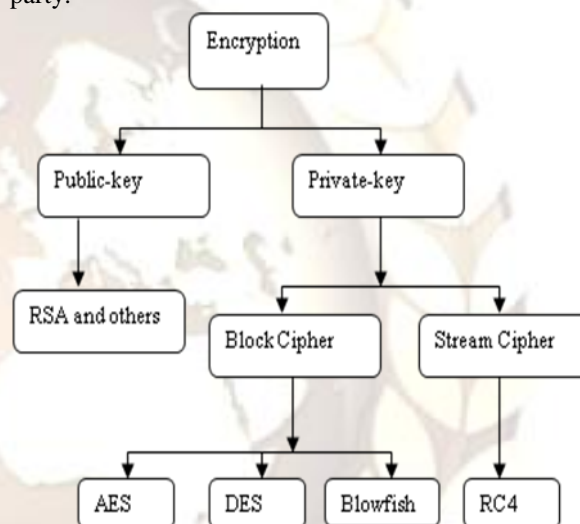 party.
Encryption
Public-key
Private-key
RSA and others
Block Cipher
Stream Cipher
AES
DES
Blowfish
RC4